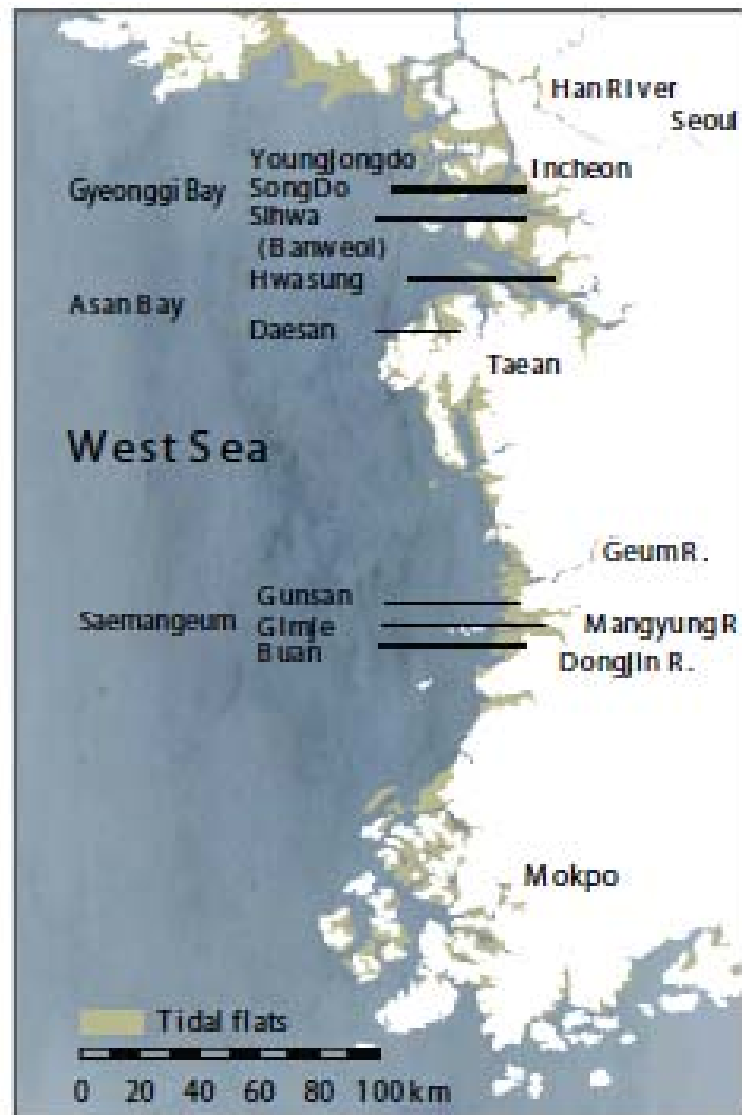 Han River
Seoul
Youngjongdo
Incheon
Gyeonggi Bay
SongDo
Sihwa
(Banweol)
Hwasung
Asan Bay
Daesan
Taean
West Sea
Geum R.
Gunsan
Saemangeum
Gimje
Mangyung R
Buan
Dongjin R.
Mokpo
Tidal flats
0 20 40 60 80 100 km